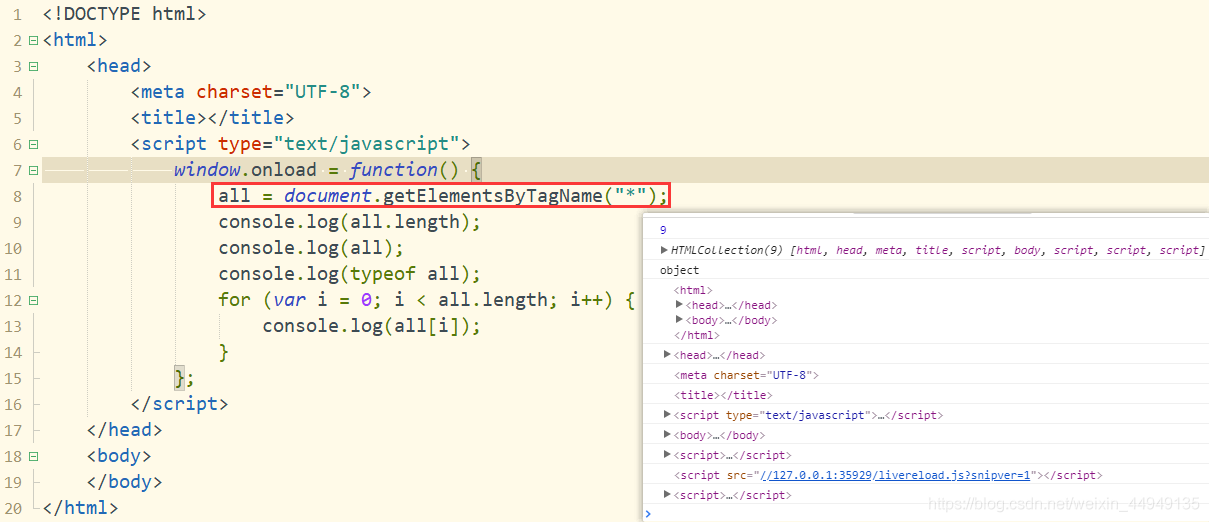 1 <!DOCTYPE html>
2 <html>
3 <head>
4 <meta charset="UTF-8">
5 <title></title>
6 <script type="text/javascript">
7 window.onload = function() {
8 all = document.getElementsByTagName("*");
9 console.log(all.length);
10 console.log(all);
11 console.log(typeof all);
12 for (var i = 0; i < all.length; i++) {
13 console.log(all[i]);
14 }
15 };
16 </script>
17 </head>
18 <body>
19 </body>
20 </html>
9
▶HTMLCollection(9) [html, head, meta, title, script, body, script, script, script]
object
<html>
▶<head>…</head>
▶<body>…</body>
</html>
▶<head>…</head>
<meta charset="UTF-8">
<title></title>
▶<script type="text/javascript">…</script>
▶<body>…</body>
▶<script>…</script>
<script src="//127.0.0.1:35929/livereload.js?snipver=1"></script>
▶<script>…</script>
>
https://blog.csdn.net/weixin_44949135